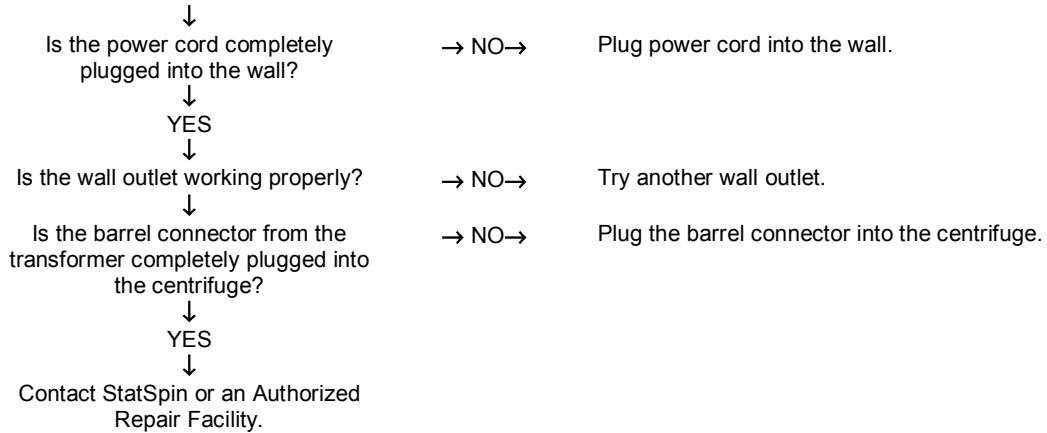 ↓
Is the power cord completely → NO→ Plug power cord into the wall.
plugged into the wall?
↓
YES
↓
Is the wall outlet working properly? → NO→ Try another wall outlet.
↓
Is the barrel connector from the → NO→ Plug the barrel connector into the centrifuge.
transformer completely plugged into
the centrifuge?
↓
YES
↓
Contact StatSpin or an Authorized
Repair Facility.